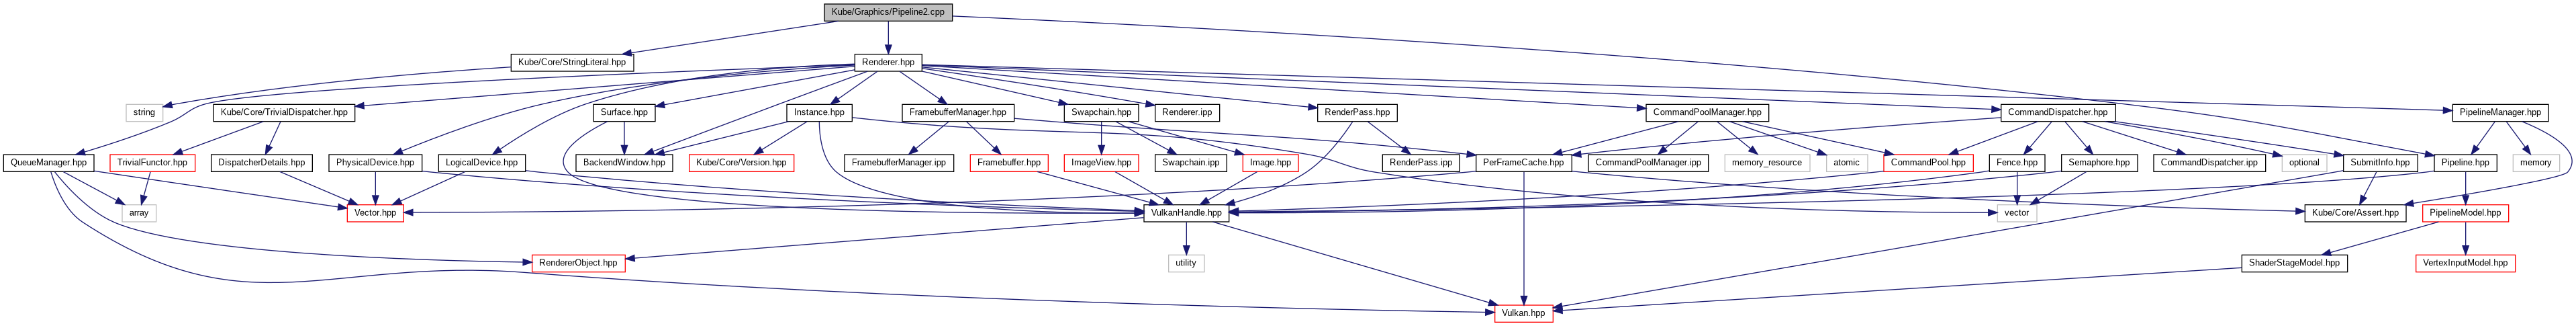 Kube/Graphics/Pipeline2.cpp
Kube/Core/StringLiteral.hpp
Renderer.hpp
string
Kube/Core/TrivialDispatcher.hpp
Surface.hpp
Instance.hpp
FramebufferManager.hpp
Swapchain.hpp
Renderer.ipp
RenderPass.hpp
CommandPoolManager.hpp
CommandDispatcher.hpp
PipelineManager.hpp
QueueManager.hpp
TrivialFunctor.hpp
DispatcherDetails.hpp
PhysicalDevice.hpp
LogicalDevice.hpp
BackendWindow.hpp
Kube/Core/Version.hpp
FramebufferManager.ipp
Framebuffer.hpp
ImageView.hpp
Swapchain.ipp
Image.hpp
RenderPass.ipp
PerFrameCache.hpp
CommandPoolManager.ipp
memory_resource
atomic
CommandPool.hpp
Fence.hpp
Semaphore.hpp
CommandDispatcher.ipp
optional
SubmitInfo.hpp
Pipeline.hpp
memory
array
Vector.hpp
VulkanHandle.hpp
vector
Kube/Core/Assert.hpp
PipelineModel.hpp
RendererObject.hpp
utility
ShaderStageModel.hpp
VertexInputModel.hpp
Vulkan.hpp